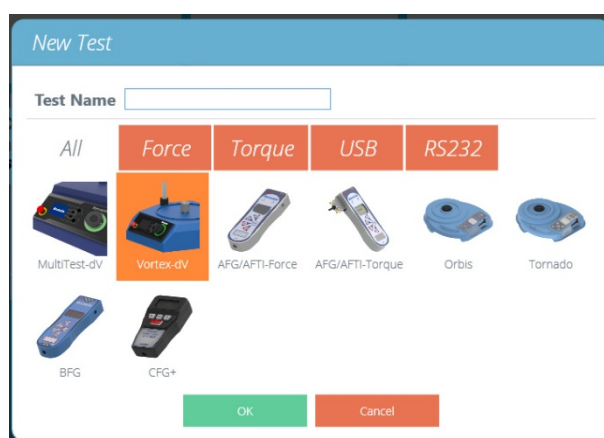 New Test
Test Name
All Force Torque USB RS232
MultiTest-dV Vortex-dV AFG/AFTI-Force AFG/AFTI-Torque Orbis Tornado
BFG CFG+
OK Cancel